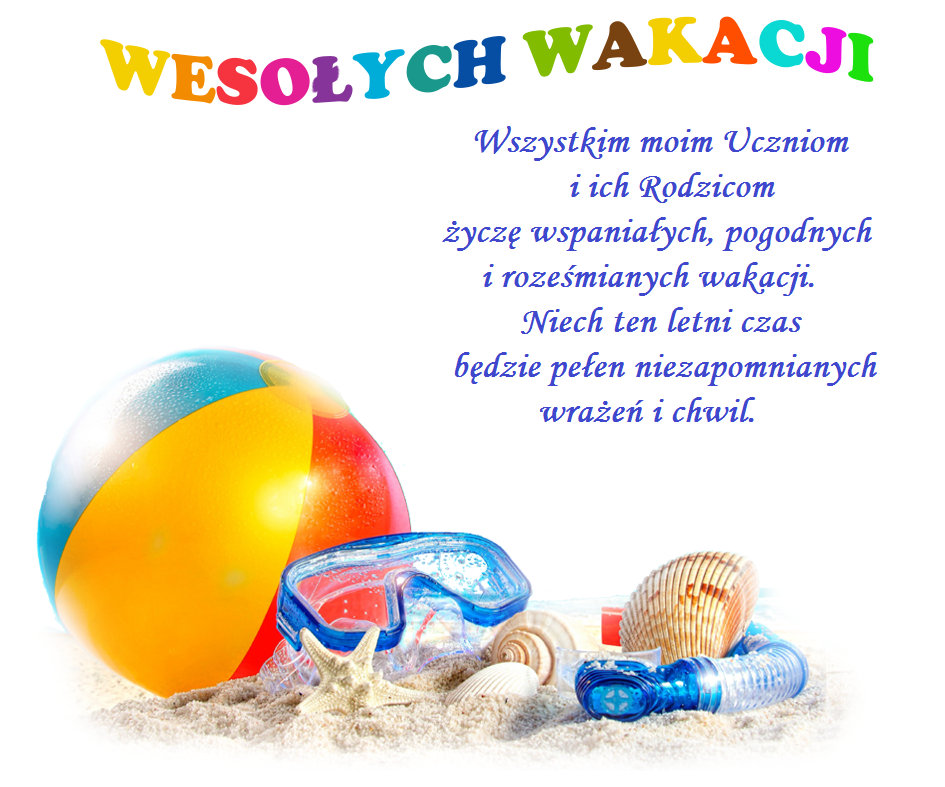 WESOŁYCH WAKACJI
Wszystkim moim Uczniom
i ich Rodzicom
życzę wspaniałych, pogodnych
i roześmianych wakacji.
Niech ten letni czas
będzie pełen niezapomnianych
wrażeń i chwil.